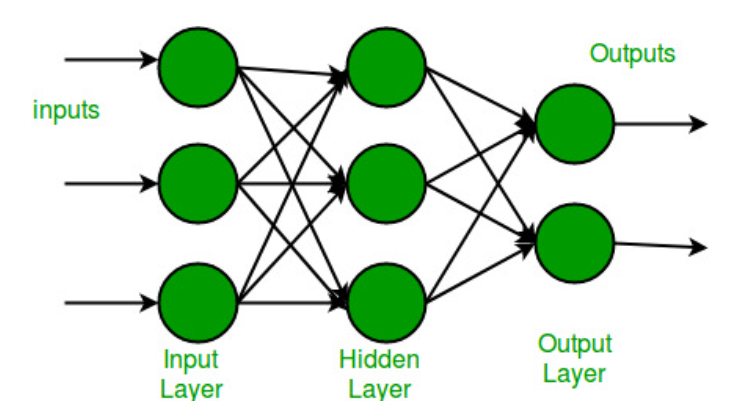 Outputs
inputs
Input
Layer
Hidden
Layer
Output
Layer